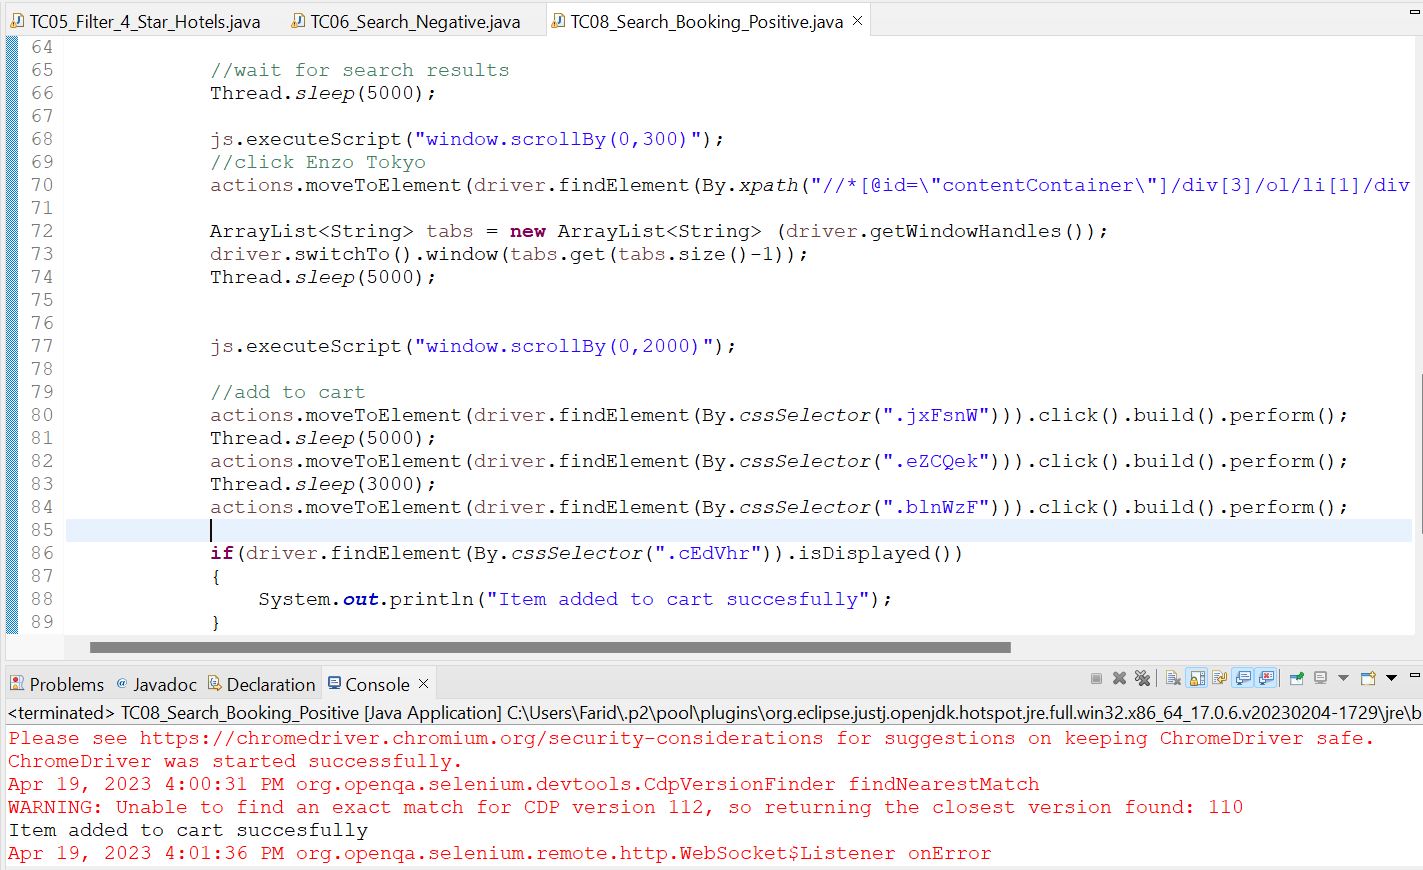 TC05_Filter_4_Star_Hotels.java TC06_Search_Negative.java TC08_Search_Booking_Positive.java
64
65 //wait for search results
66 Thread.sleep(5000);
67
68 js.executeScript("window.scrollBy(0,300)");
69 //click Enzo Tokyo
70 actions.moveToElement(driver.findElement(By.xpath("//*[@id=\"contentContainer\"]/div[3]/ol/li[1]/div
71
72 ArrayList<String> tabs = new ArrayList<String> (driver.getWindowHandles());
73 driver.switchTo().window(tabs.get(tabs.size()-1));
74 Thread.sleep(5000);
75
76
77 js.executeScript("window.scrollBy(0,2000)");
78
79 //add to cart
80 actions.moveToElement(driver.findElement(By.cssSelector(".jxFsnW"))).click().build().perform();
81 Thread.sleep(5000);
82 actions.moveToElement(driver.findElement(By.cssSelector(".eZCQek"))).click().build().perform();
83 Thread.sleep(3000);
84 actions.moveToElement(driver.findElement(By.cssSelector(".blnWzF"))).click().build().perform();
85
86 if(driver.findElement(By.cssSelector(".cEdVhr")).isDisplayed())
87 {
88 System.out.println("Item added to cart succesfully");
89 }
Problems Javadoc Declaration Console
<terminated> TC08_Search_Booking_Positive [Java Application] C:\Users\Farid\.p2\pool\plugins\org.eclipse.justj.openjdk.hotspot.jre.full.win32.x86_64_17.0.6.v20230204-1729\jre\b
Please see https://chromedriver.chromium.org/security-considerations for suggestions on keeping ChromeDriver safe.
ChromeDriver was started successfully.
Apr 19, 2023 4:00:31 PM org.openqa.selenium.devtools.CdpVersionFinder findNearestMatch
WARNING: Unable to find an exact match for CDP version 112, so returning the closest version found: 110
Item added to cart succesfully
Apr 19, 2023 4:01:36 PM org.openqa.selenium.remote.http.WebSocket$Listener onError